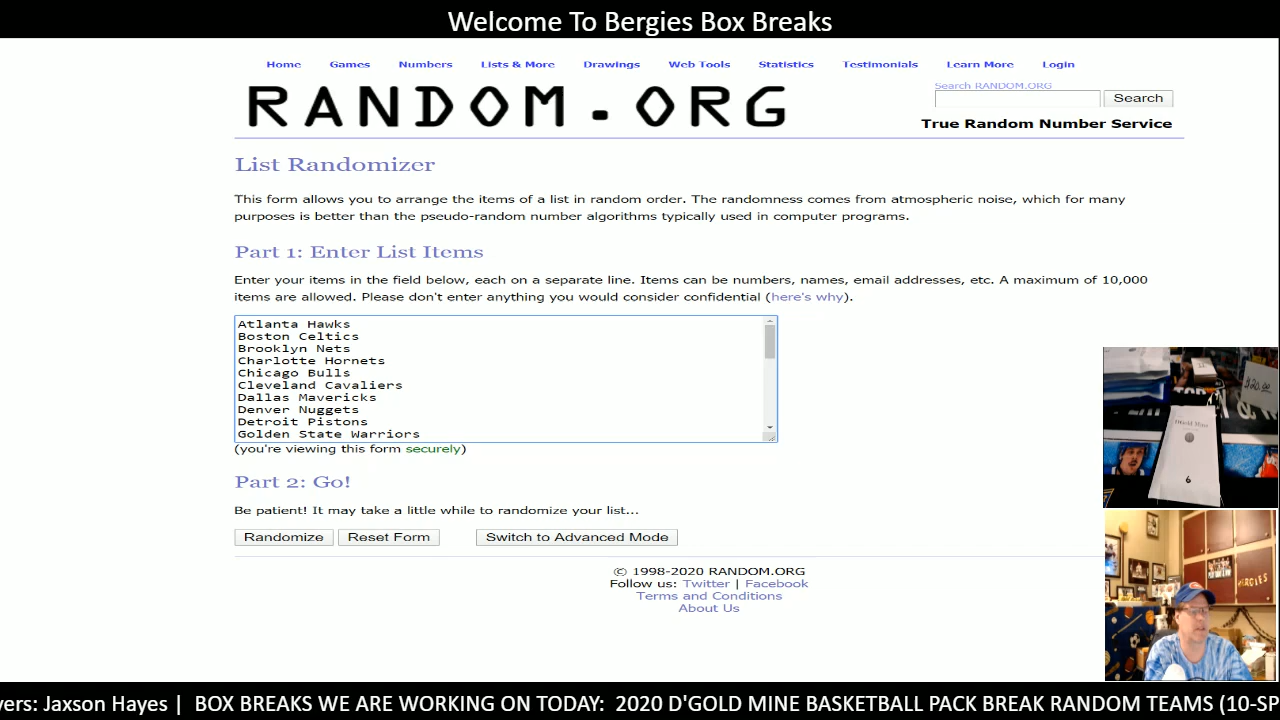 Welcome To Bergies Box Breaks
Home Games Numbers Lists & More Drawings Web Tools Statistics Testimonials Learn More Login
RANDOM.ORG
Search RANDOM.ORG
Search
True Random Number Service
List Randomizer
This form allows you to arrange the items of a list in random order. The randomness comes from atmospheric noise, which for many
purposes is better than the pseudo-random number algorithms typically used in computer programs.
Part 1: Enter List Items
Enter your items in the field below, each on a separate line. Items can be numbers, names, email addresses, etc. A maximum of 10,000
items are allowed. Please don't enter anything you would consider confidential (here's why).
Atlanta Hawks
Boston Celtics
Brooklyn Nets
Charlotte Hornets
Chicago Bulls
Cleveland Cavaliers
Dallas Mavericks
Denver Nuggets
Detroit Pistons
Golden State Warriors
(you're viewing this form securely)
Part 2: Go!
Be patient! It may take a little while to randomize your list...
Randomize Reset Form Switch to Advanced Mode
© 1998-2020 RANDOM.ORG
Follow us: Twitter | Facebook
Terms and Conditions
About Us
$20.00
6
yers: Jaxson Hayes | BOX BREAKS WE ARE WORKING ON TODAY: 2020 D'GOLD MINE BASKETBALL PACK BREAK RANDOM TEAMS (10-SP